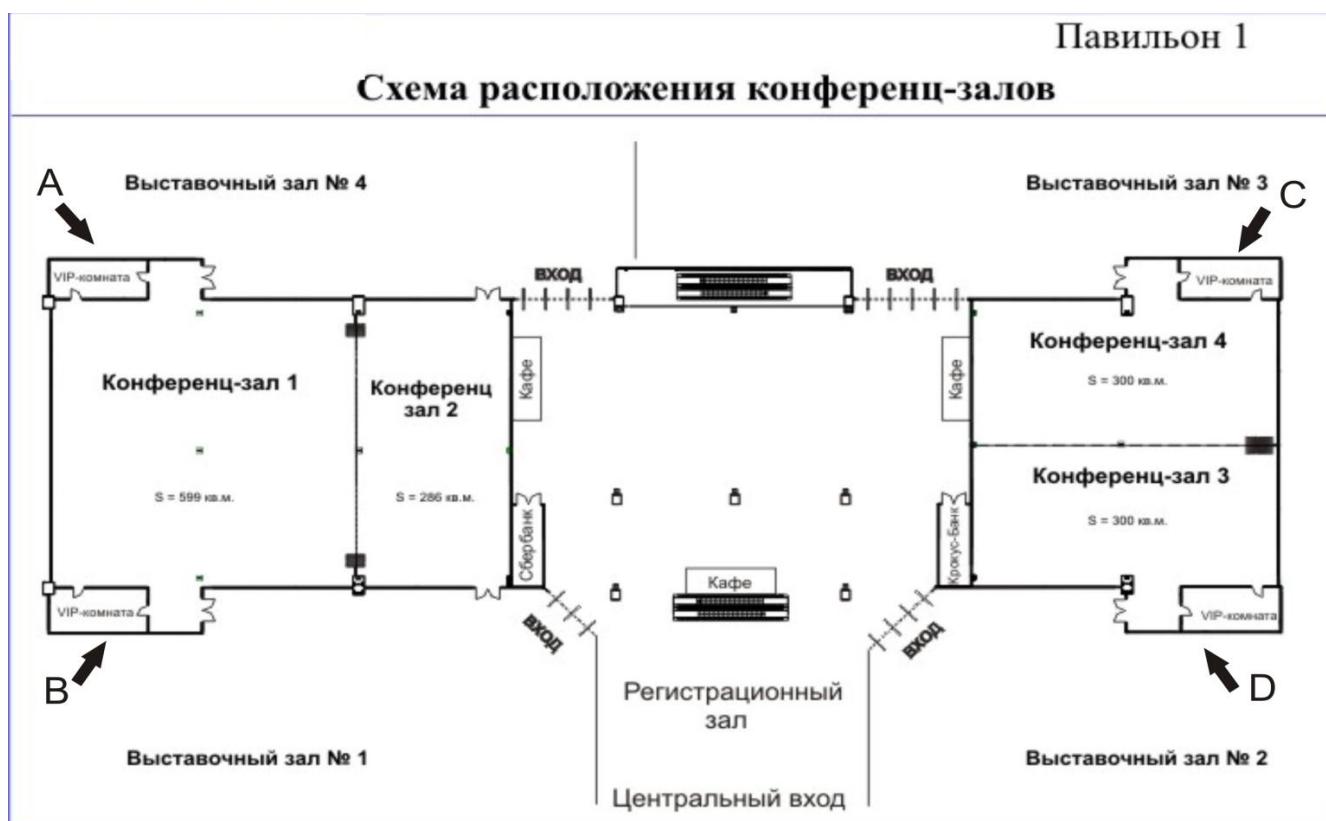 Павильон 1
Схема расположения конференц-залов
A
Выставочный зал № 4
Выставочный зал № 3
C
VIP-комната
ВХОД
ВХОД
VIP-комната
Конференц-зал 1
S = 599 кв.м.
Конференц
зал 2
S = 286 кв.м.
Кафе
Кафе
Конференц-зал 4
S = 300 кв.м.
Конференц-зал 3
S = 300 кв.м.
Сбербанк
Кафе
Крокус-Банк
VIP-комната
ВХОД
ВХОД
VIP-комната
B
D
Регистрационный
зал
Выставочный зал № 1
Выставочный зал № 2
Центральный вход